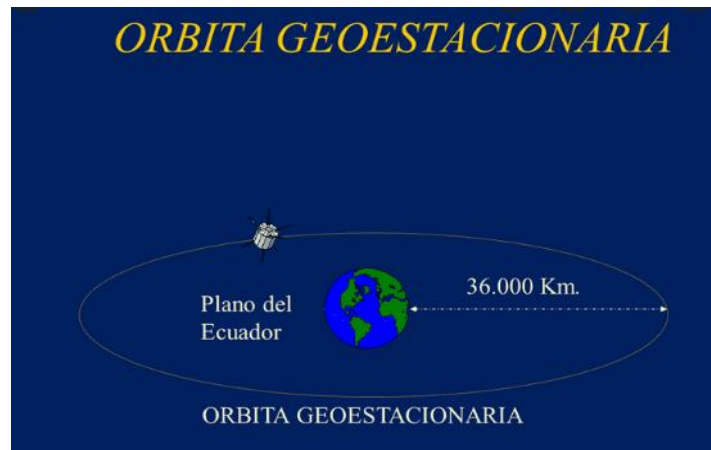 ORBITA GEOESTACIONARIA
36.000 Km.
Plano del
Ecuador
ORBITA GEOESTACIONARIA